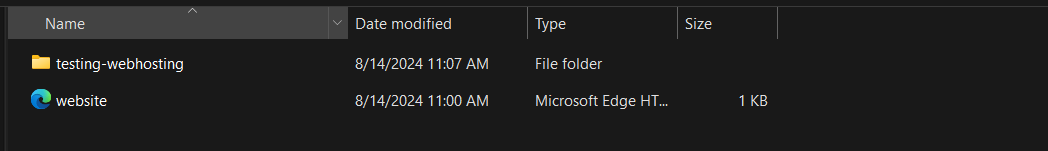 Name Date modified Type Size
testing-webhosting 8/14/2024 11:07 AM File folder
website 8/14/2024 11:00 AM Microsoft Edge HT... 1 KB